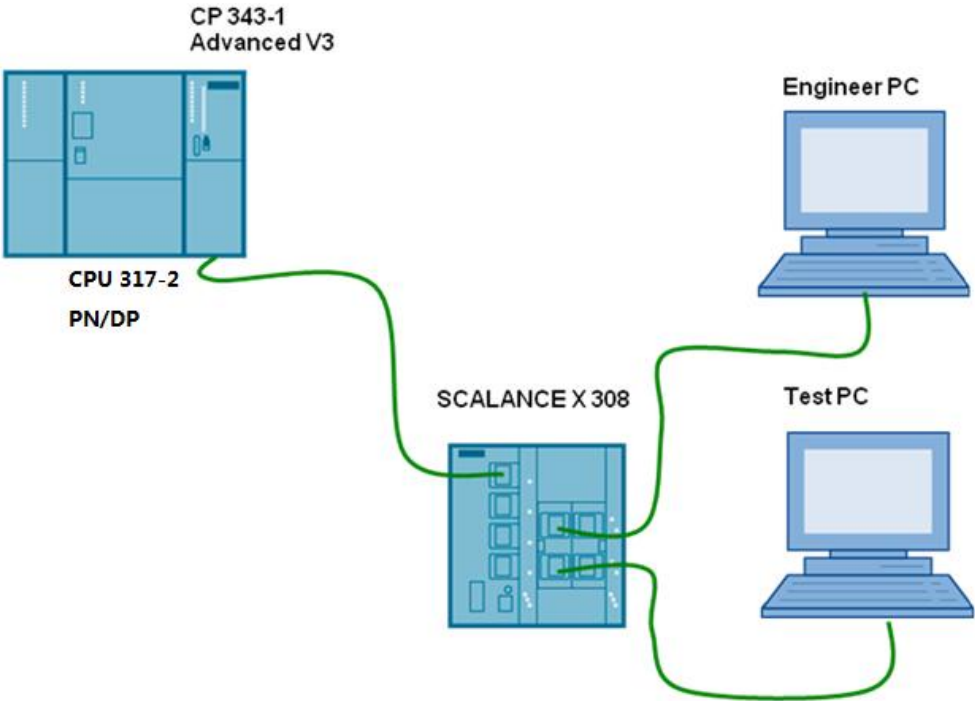 CP 343-1
Advanced V3
Engineer PC
CPU 317-2
PN/DP
SCALANCE X 308
Test PC